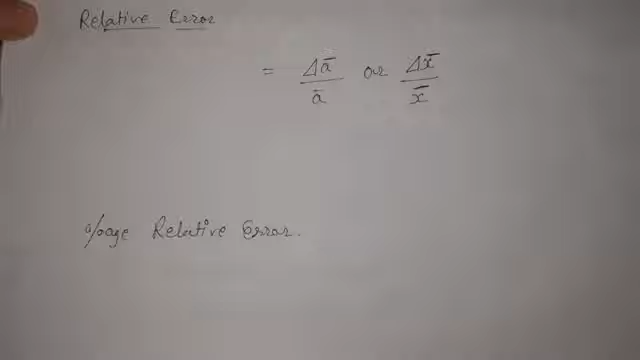 Relative Error
= Δā/ā or Δx̄/x̄
%age Relative Error.